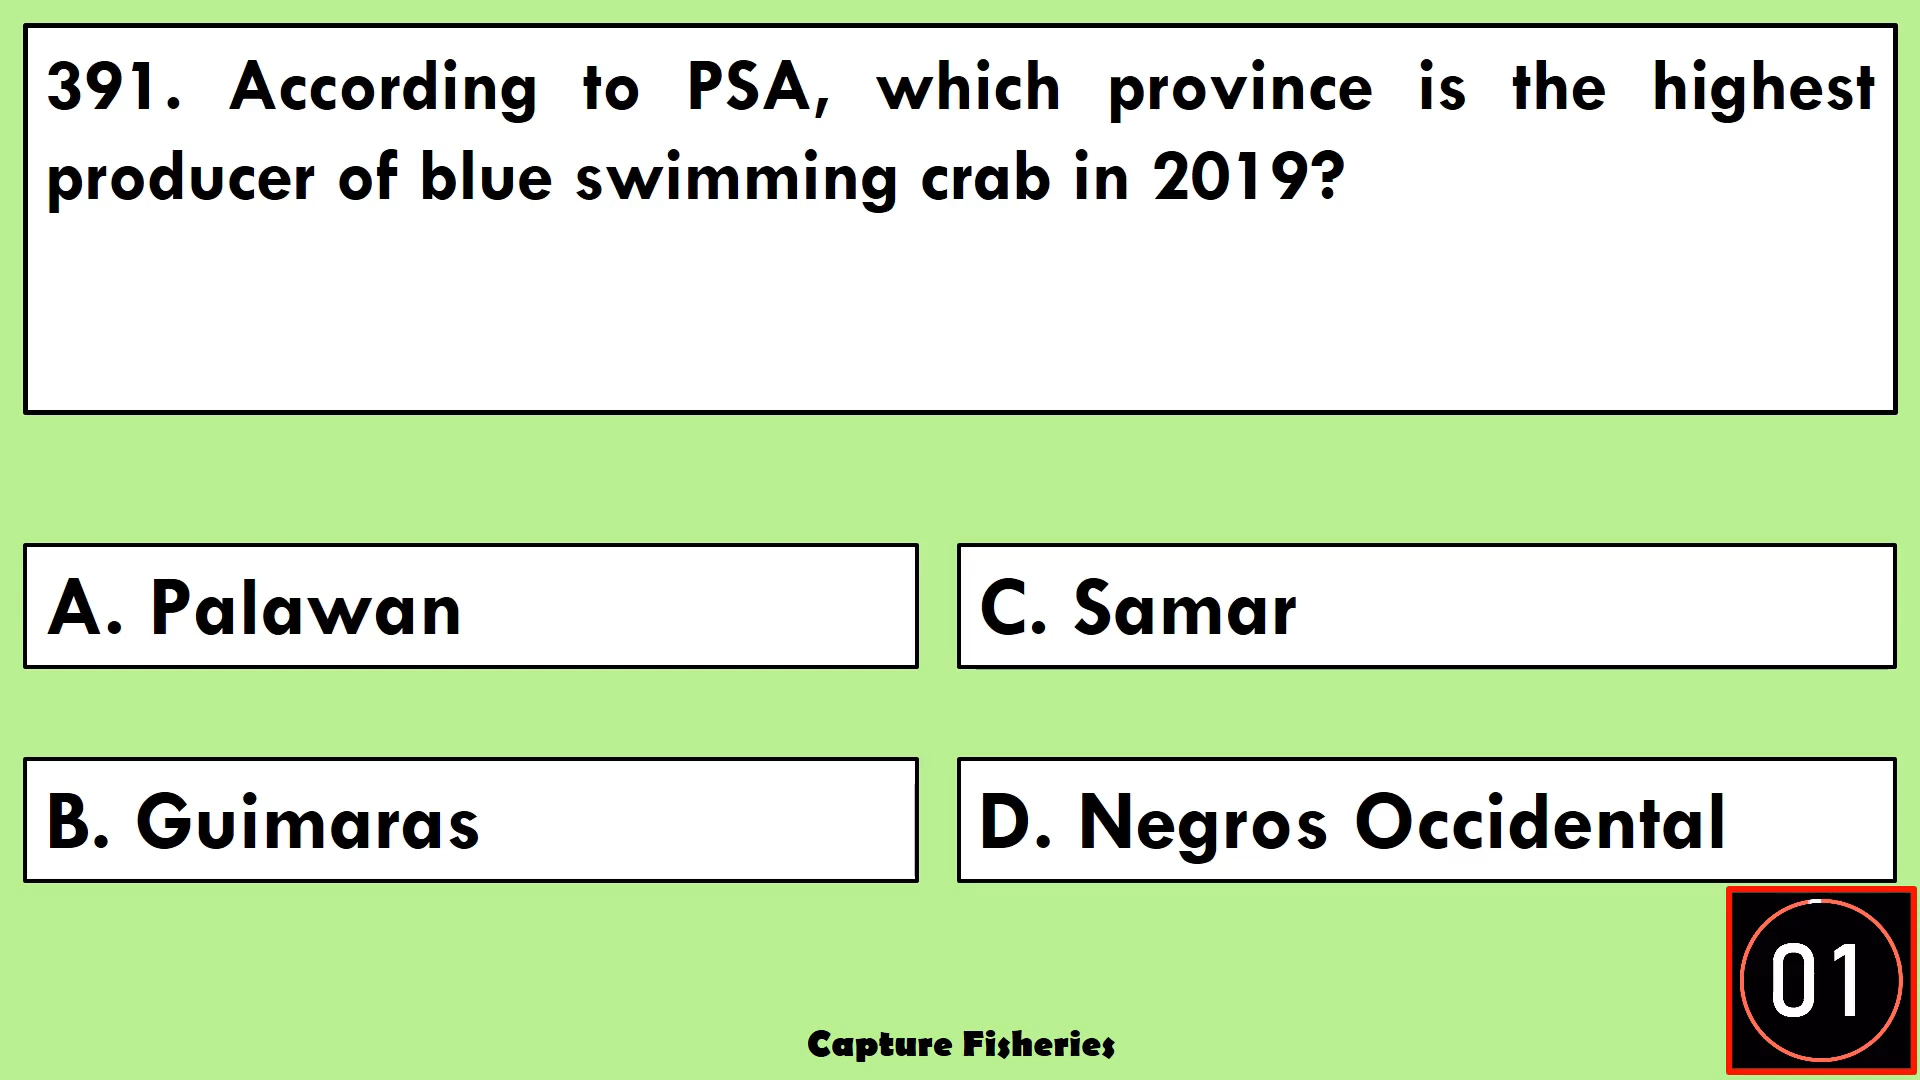 391. According to PSA, which province is the highest
producer of blue swimming crab in 2019?
A. Palawan
C. Samar
B. Guimaras
D. Negros Occidental
01
Capture Fisheries